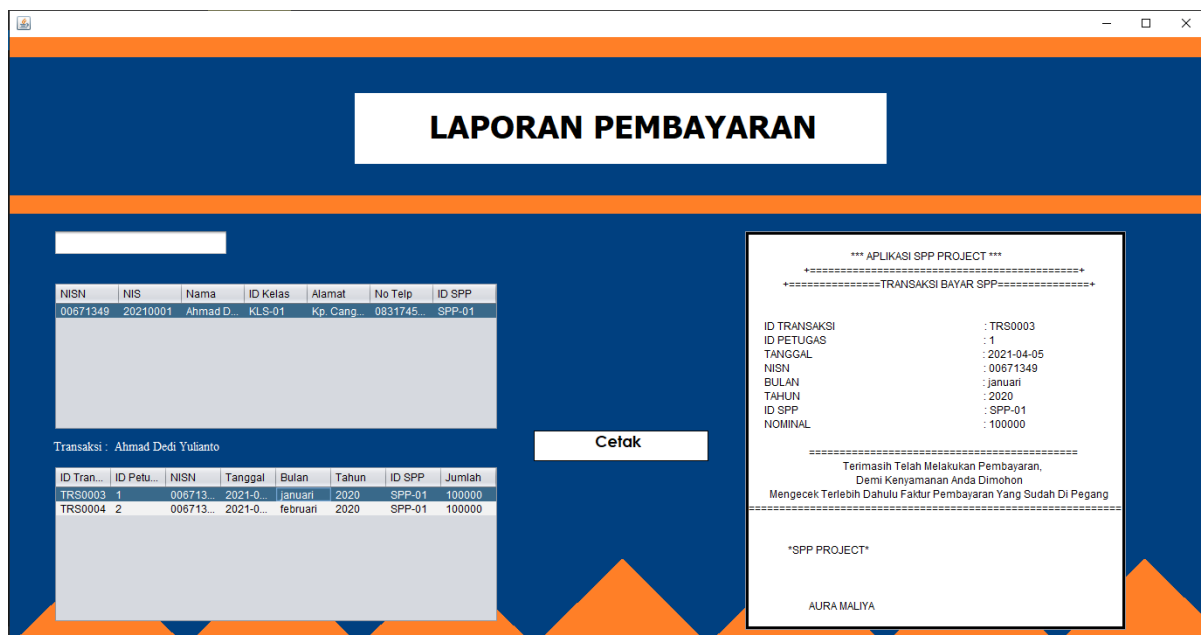 LAPORAN PEMBAYARAN
NISN NIS Nama ID Kelas Alamat No Telp ID SPP
00671349 20210001 Ahmad D... KLS-01 Kp. Cang... 0831745... SPP-01
Transaksi : Ahmad Dedi Yulianto
ID Tran... ID Petu... NISN Tanggal Bulan Tahun ID SPP Jumlah
TRS0003 1 006713... 2021-0... januari 2020 SPP-01 100000
TRS0004 2 006713... 2021-0... februari 2020 SPP-01 100000
Cetak
*** APLIKASI SPP PROJECT ***
+============================================+
+===============TRANSAKSI BAYAR SPP===============+
ID TRANSAKSI : TRS0003
ID PETUGAS : 1
TANGGAL : 2021-04-05
NISN : 00671349
BULAN : januari
TAHUN : 2020
ID SPP : SPP-01
NOMINAL : 100000
============================================
Terimasih Telah Melakukan Pembayaran,
Demi Kenyamanan Anda Dimohon
Mengecek Terlebih Dahulu Faktur Pembayaran Yang Sudah Di Pegang
=============================================================
*SPP PROJECT*
AURA MALIYA